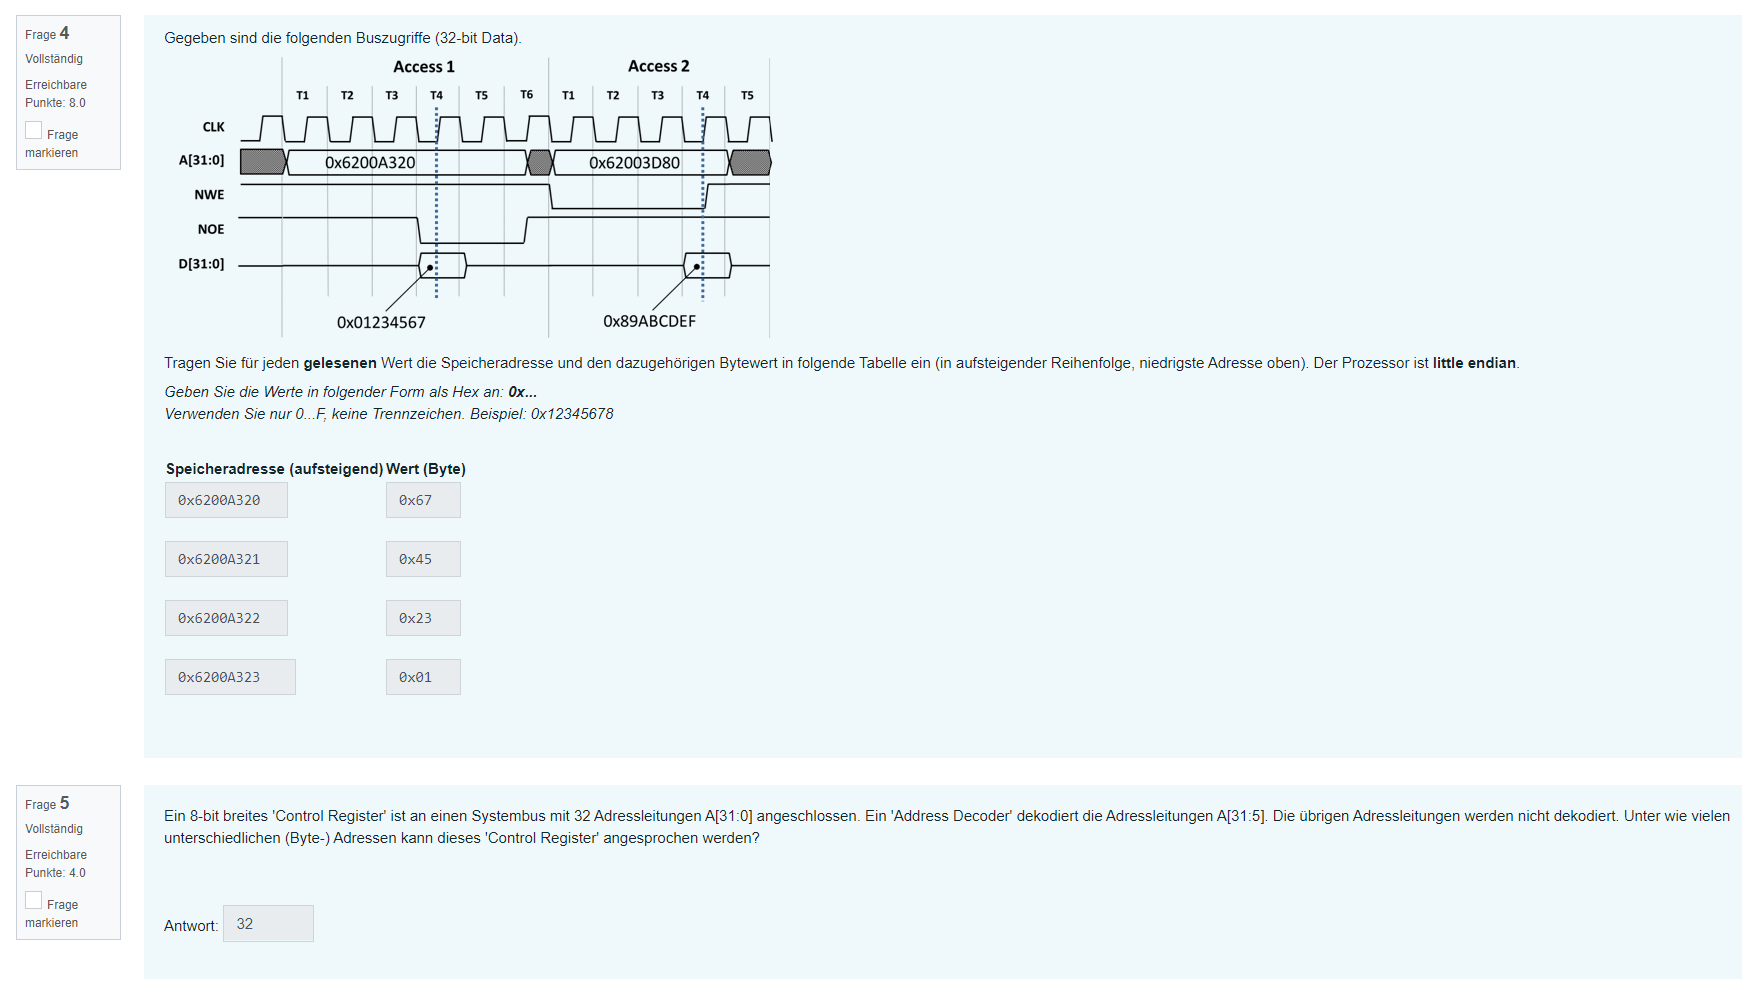 Frage 4
Vollständig
Erreichbare
Punkte: 8.0
Frage
markieren
Gegeben sind die folgenden Buszugriffe (32-bit Data).
Access 1 Access 2
T1 T2 T3 T4 T5 T6 T1 T2 T3 T4 T5
CLK
A[31:0] 0x6200A320 0x62003D80
NWE
NOE
D[31:0]
0x01234567 0x89ABCDEF
Tragen Sie für jeden gelesenen Wert die Speicheradresse und den dazugehörigen Bytewert in folgende Tabelle ein (in aufsteigender Reihenfolge, niedrigste Adresse oben). Der Prozessor ist little endian.
Geben Sie die Werte in folgender Form als Hex an: 0x...
Verwenden Sie nur 0...F, keine Trennzeichen. Beispiel: 0x12345678
Speicheradresse (aufsteigend) Wert (Byte)
0x6200A320 0x67
0x6200A321 0x45
0x6200A322 0x23
0x6200A323 0x01
Frage 5
Vollständig
Erreichbare
Punkte: 4.0
Frage
markieren
Ein 8-bit breites 'Control Register' ist an einen Systembus mit 32 Adressleitungen A[31:0] angeschlossen. Ein 'Address Decoder' dekodiert die Adressleitungen A[31:5]. Die übrigen Adressleitungen werden nicht dekodiert. Unter wie vielen
unterschiedlichen (Byte-) Adressen kann dieses 'Control Register' angesprochen werden?
Antwort: 32